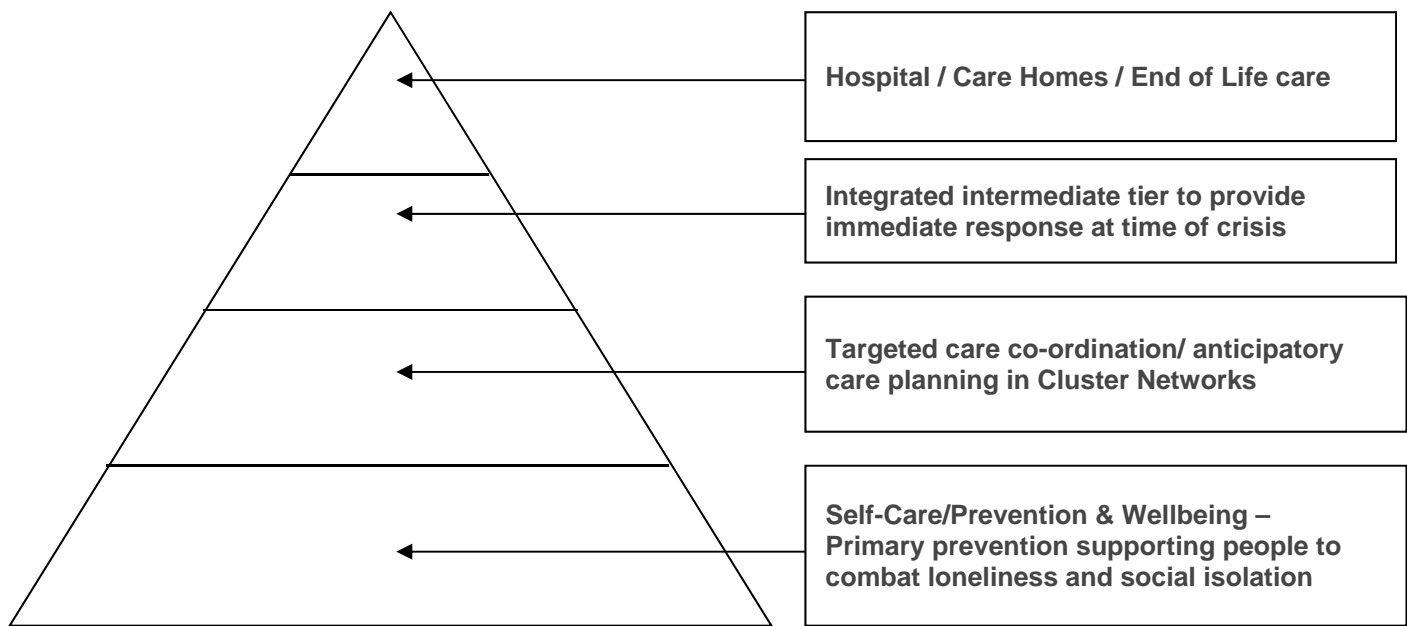 Hospital / Care Homes / End of Life care
Integrated intermediate tier to provide
immediate response at time of crisis
Targeted care co-ordination/ anticipatory
care planning in Cluster Networks
Self-Care/Prevention & Wellbeing –
Primary prevention supporting people to
combat loneliness and social isolation